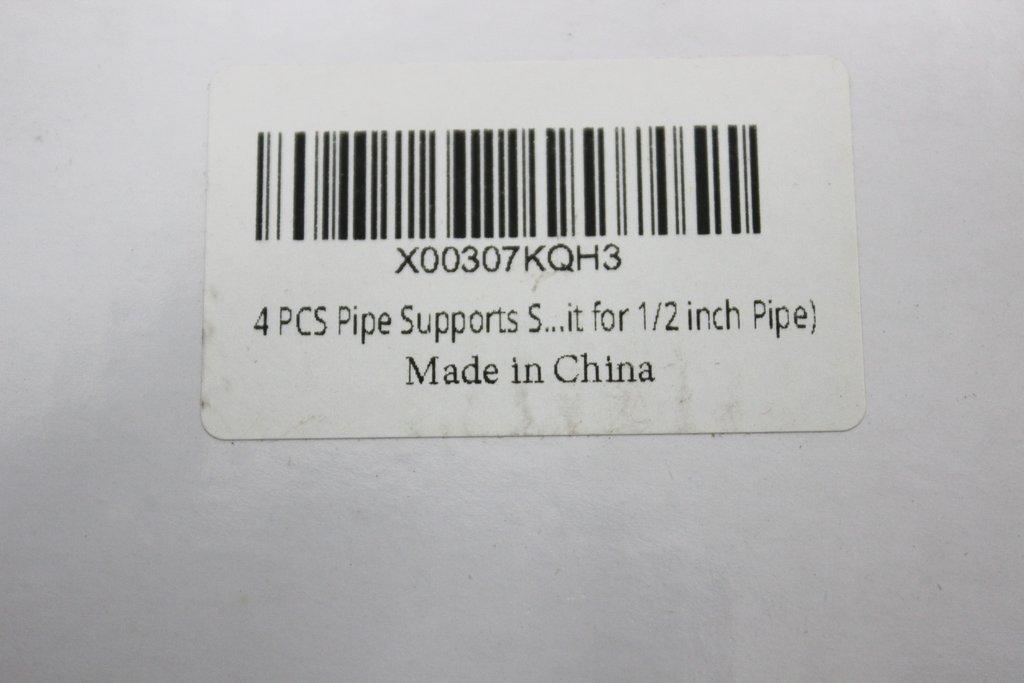 X00307KQH3
4 PCS Pipe Supports S...it for 1/2 inch Pipe)
Made in China